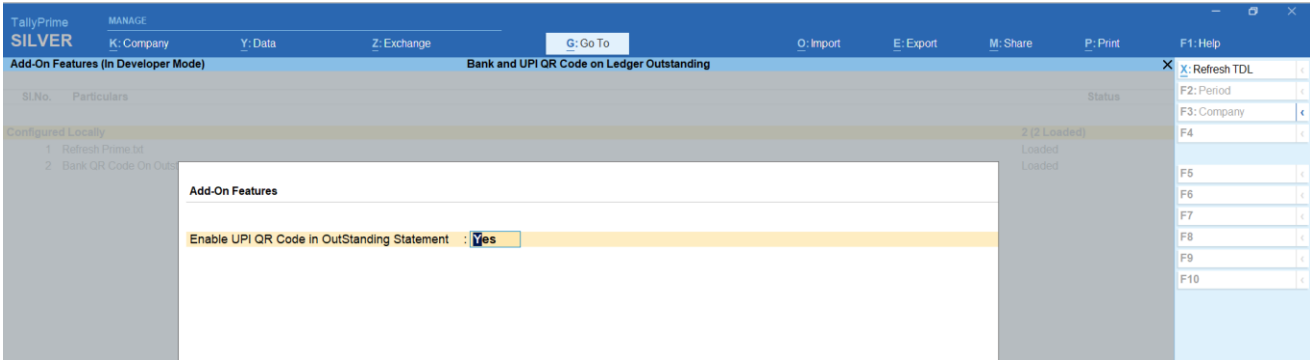 TallyPrime MANAGE
SILVER K: Company Y: Data Z: Exchange G: Go To O: Import E: Export M: Share P: Print F1: Help
Add-On Features (In Developer Mode) Bank and UPI QR Code on Ledger Outstanding X: Refresh TDL
F2: Period
Sl.No. Particulars Status
F3: Company
Configured Locally 2 (2 Loaded) F4
1 Refresh Prime.txt Loaded
2 Bank QR Code On Loaded
F5
Add-On Features F6
F7
Enable UPI QR Code in OutStanding Statement : Yes F8
F9
F10